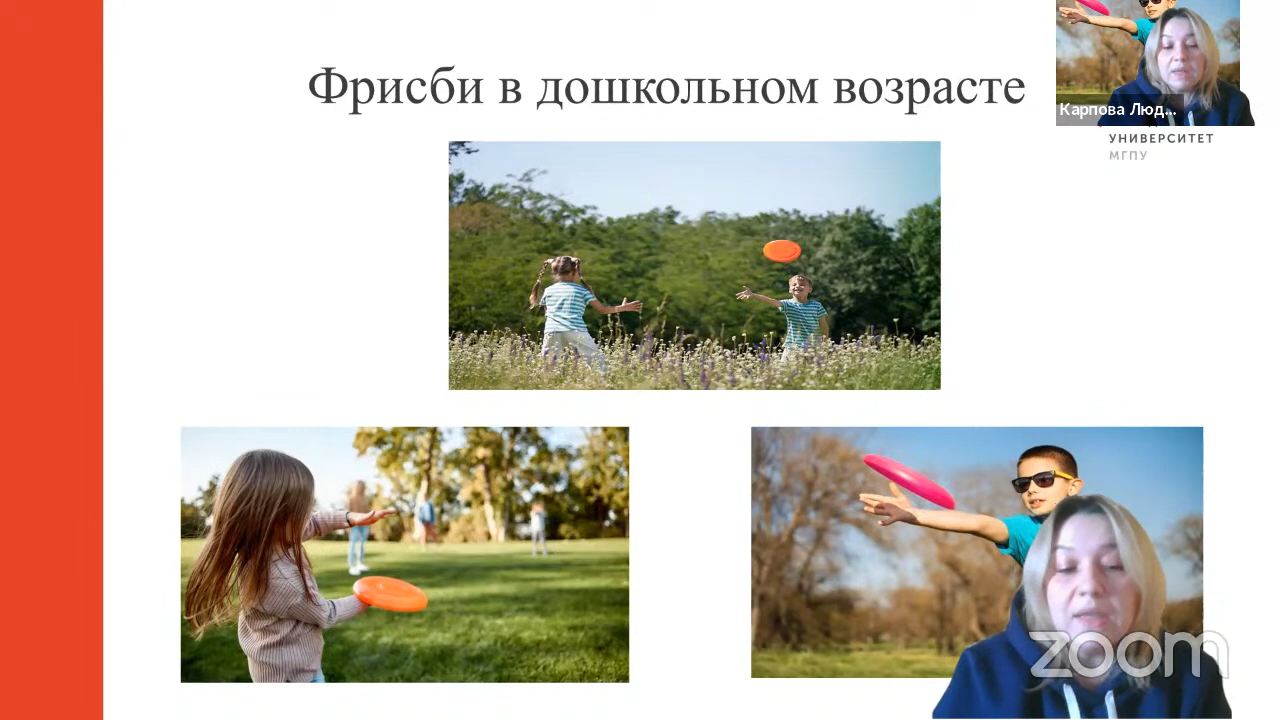 Фрисби в дошкольном возрасте
Карпова Люд...
УНИВЕРСИТЕТ
МГПУ
zoom